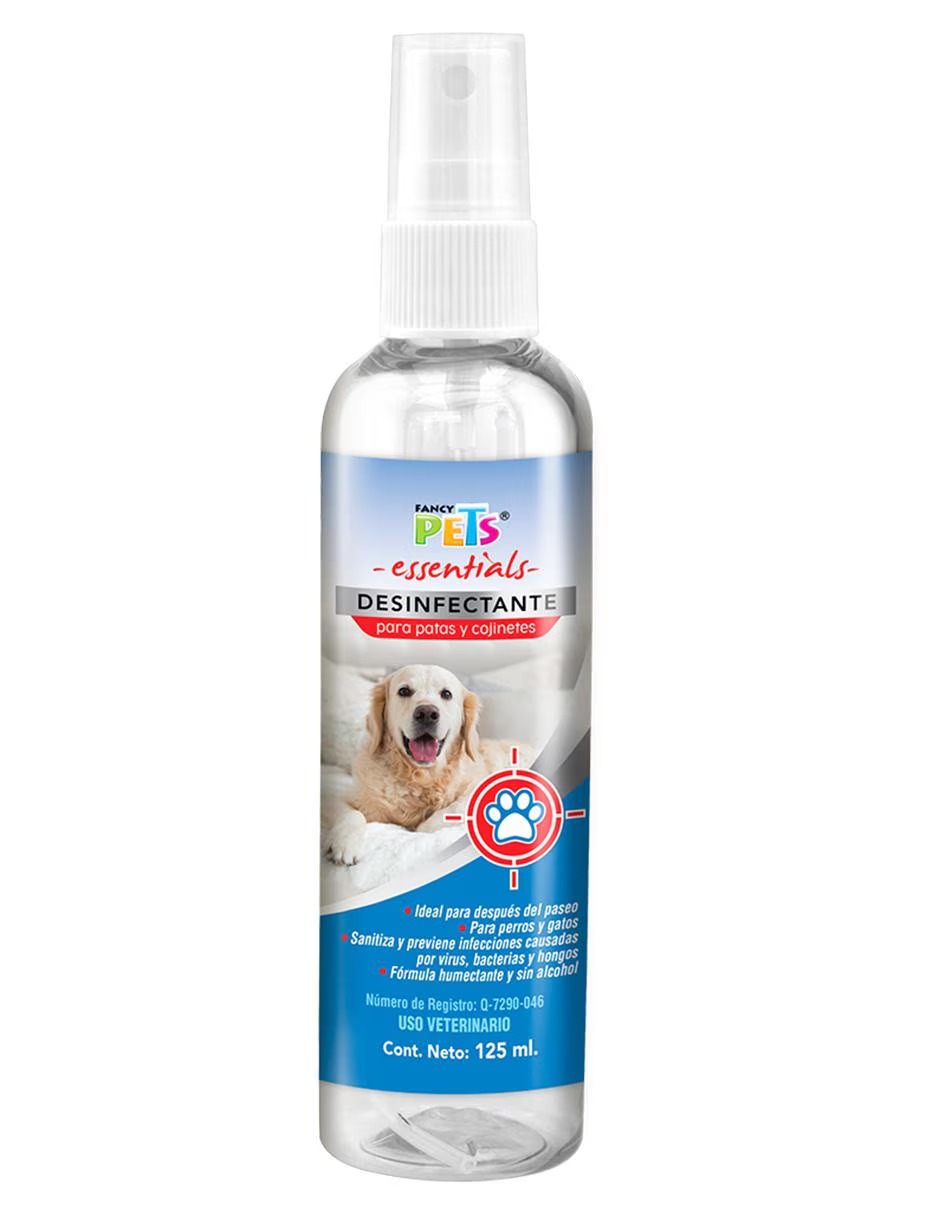 FANCY
PETS®
-essentials-
DESINFECTANTE
para patas y cojinetes
• Ideal para después del paseo
• Para perros y gatos
• Sanitiza y previene infecciones causadas
por virus, bacterias y hongos
• Fórmula humectante y sin alcohol
Número de Registro: Q-7290-046
USO VETERINARIO
Cont. Neto: 125 ml.